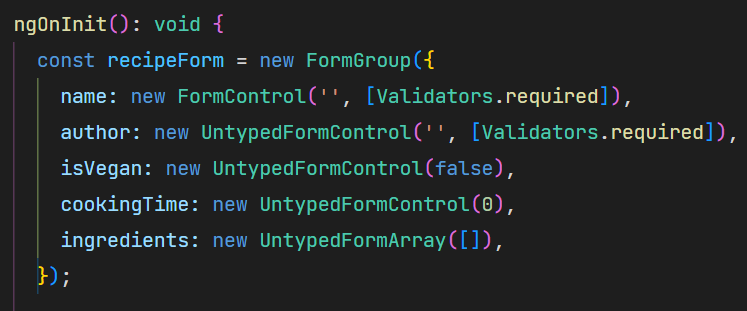 ngOnInit(): void {
const recipeForm = new FormGroup({
name: new FormControl('', [Validators.required]),
author: new UntypedFormControl('', [Validators.required]),
isVegan: new UntypedFormControl(false),
cookingTime: new UntypedFormControl(0),
ingredients: new UntypedFormArray([]),
});